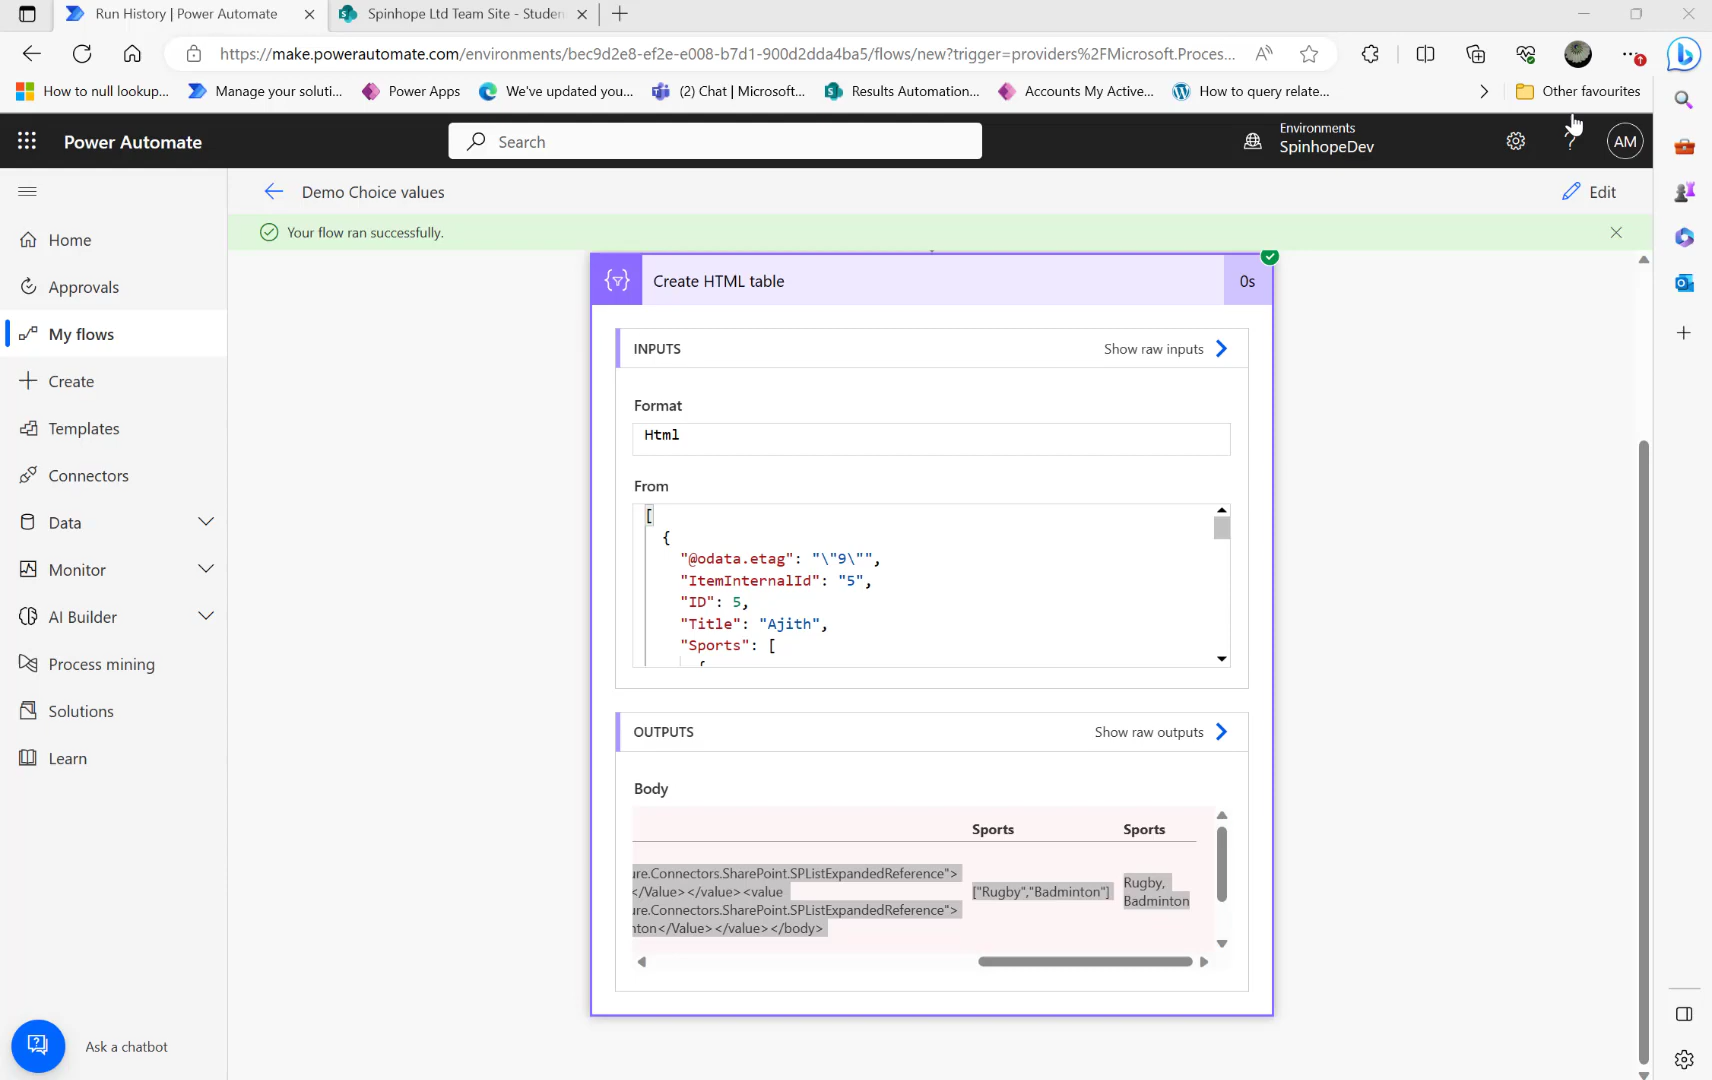 Run History | Power Automate
Spinhope Ltd Team Site - Studen
https://make.powerautomate.com/environments/bec9d2e8-ef2e-e008-b7d1-900d2dda4ba5/flows/new?trigger=providers%2FMicrosoft.Proces...
How to null lookup...
Manage your soluti...
Power Apps
We've updated you...
(2) Chat | Microsoft...
Results Automation...
Accounts My Active...
How to query relate...
Other favourites
Power Automate
Search
Environments
SpinhopeDev
?
AM
Demo Choice values
Edit
Your flow ran successfully.
Home
Approvals
My flows
Create
Templates
Connectors
Data
Monitor
AI Builder
Process mining
Solutions
Learn
Ask a chatbot
Create HTML table
0s
INPUTS
Show raw inputs
Format
Html
From
[
{
"@odata.etag": "\"9\"",
"ItemInternalId": "5",
"ID": 5,
"Title": "Ajith",
"Sports": [
{
OUTPUTS
Show raw outputs
Body
Sports
Sports
ure.Connectors.SharePoint.SPListExpandedReference">
</Value></value><value
ure.Connectors.SharePoint.SPListExpandedReference">
nton</Value></value></body>
["Rugby","Badminton"]
Rugby,
Badminton